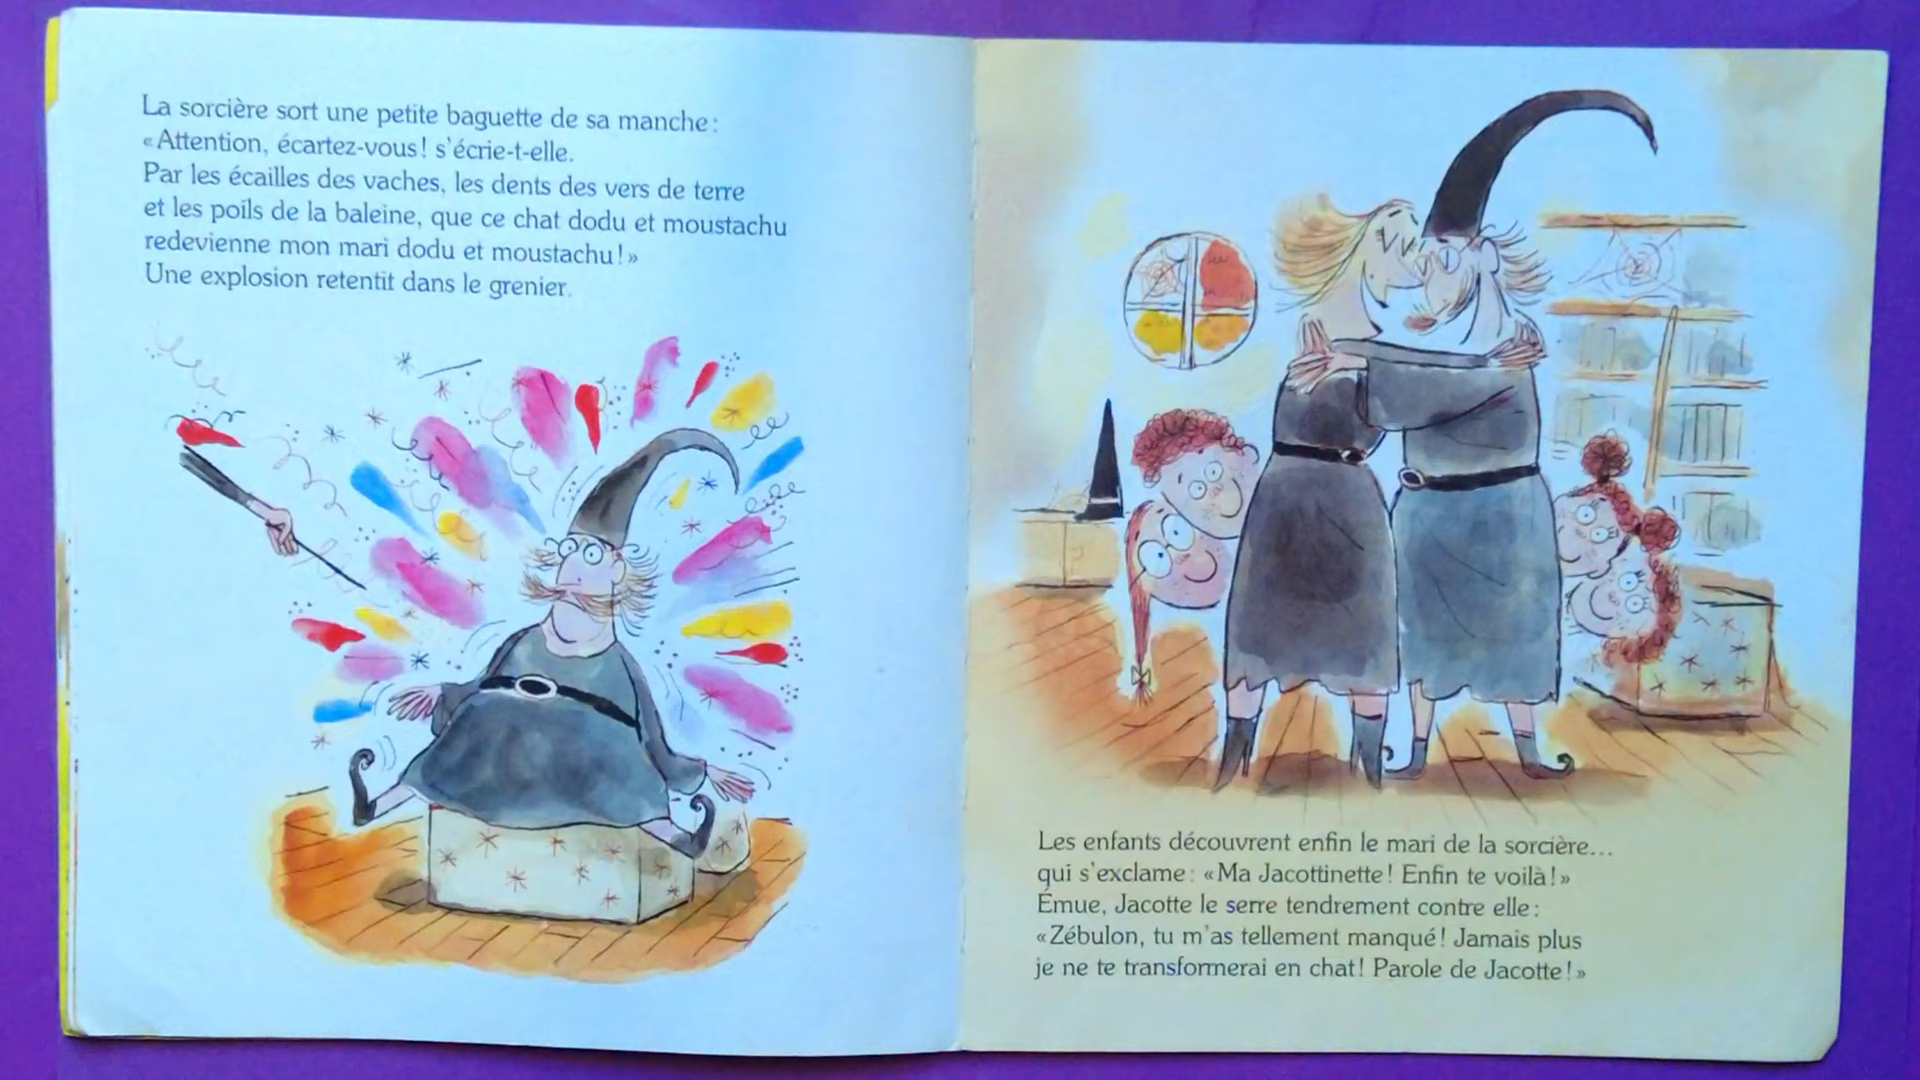 La sorcière sort une petite baguette de sa manche :
«Attention, écartez-vous ! s'écrie-t-elle.
Par les écailles des vaches, les dents des vers de terre
et les poils de la baleine, que ce chat dodu et moustachu
redevienne mon mari dodu et moustachu !»
Une explosion retentit dans le grenier.
Les enfants découvrent enfin le mari de la sorcière...
qui s'exclame : «Ma Jacottinette ! Enfin te voilà !»
Émue, Jacotte le serre tendrement contre elle :
«Zébulon, tu m'as tellement manqué ! Jamais plus
je ne te transformerai en chat ! Parole de Jacotte !»